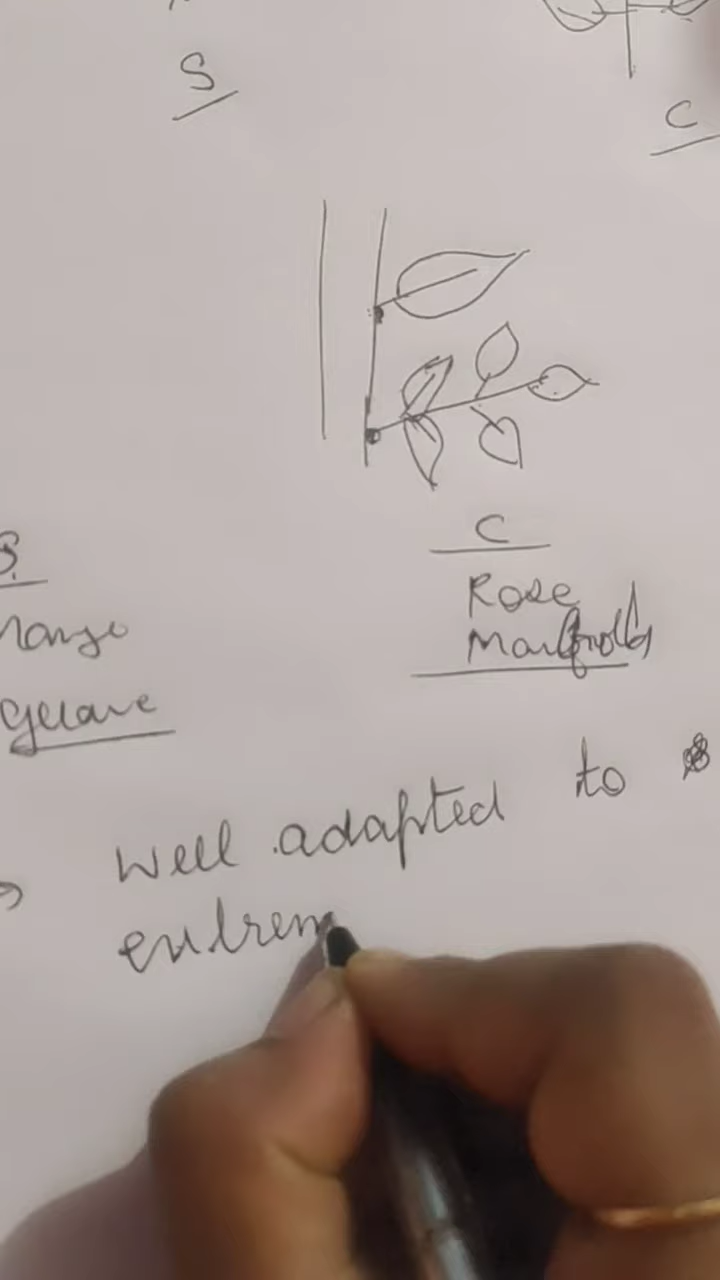 S
C
S.
Mango
guava
C
Rose
Marigold
well adapted to
extrem